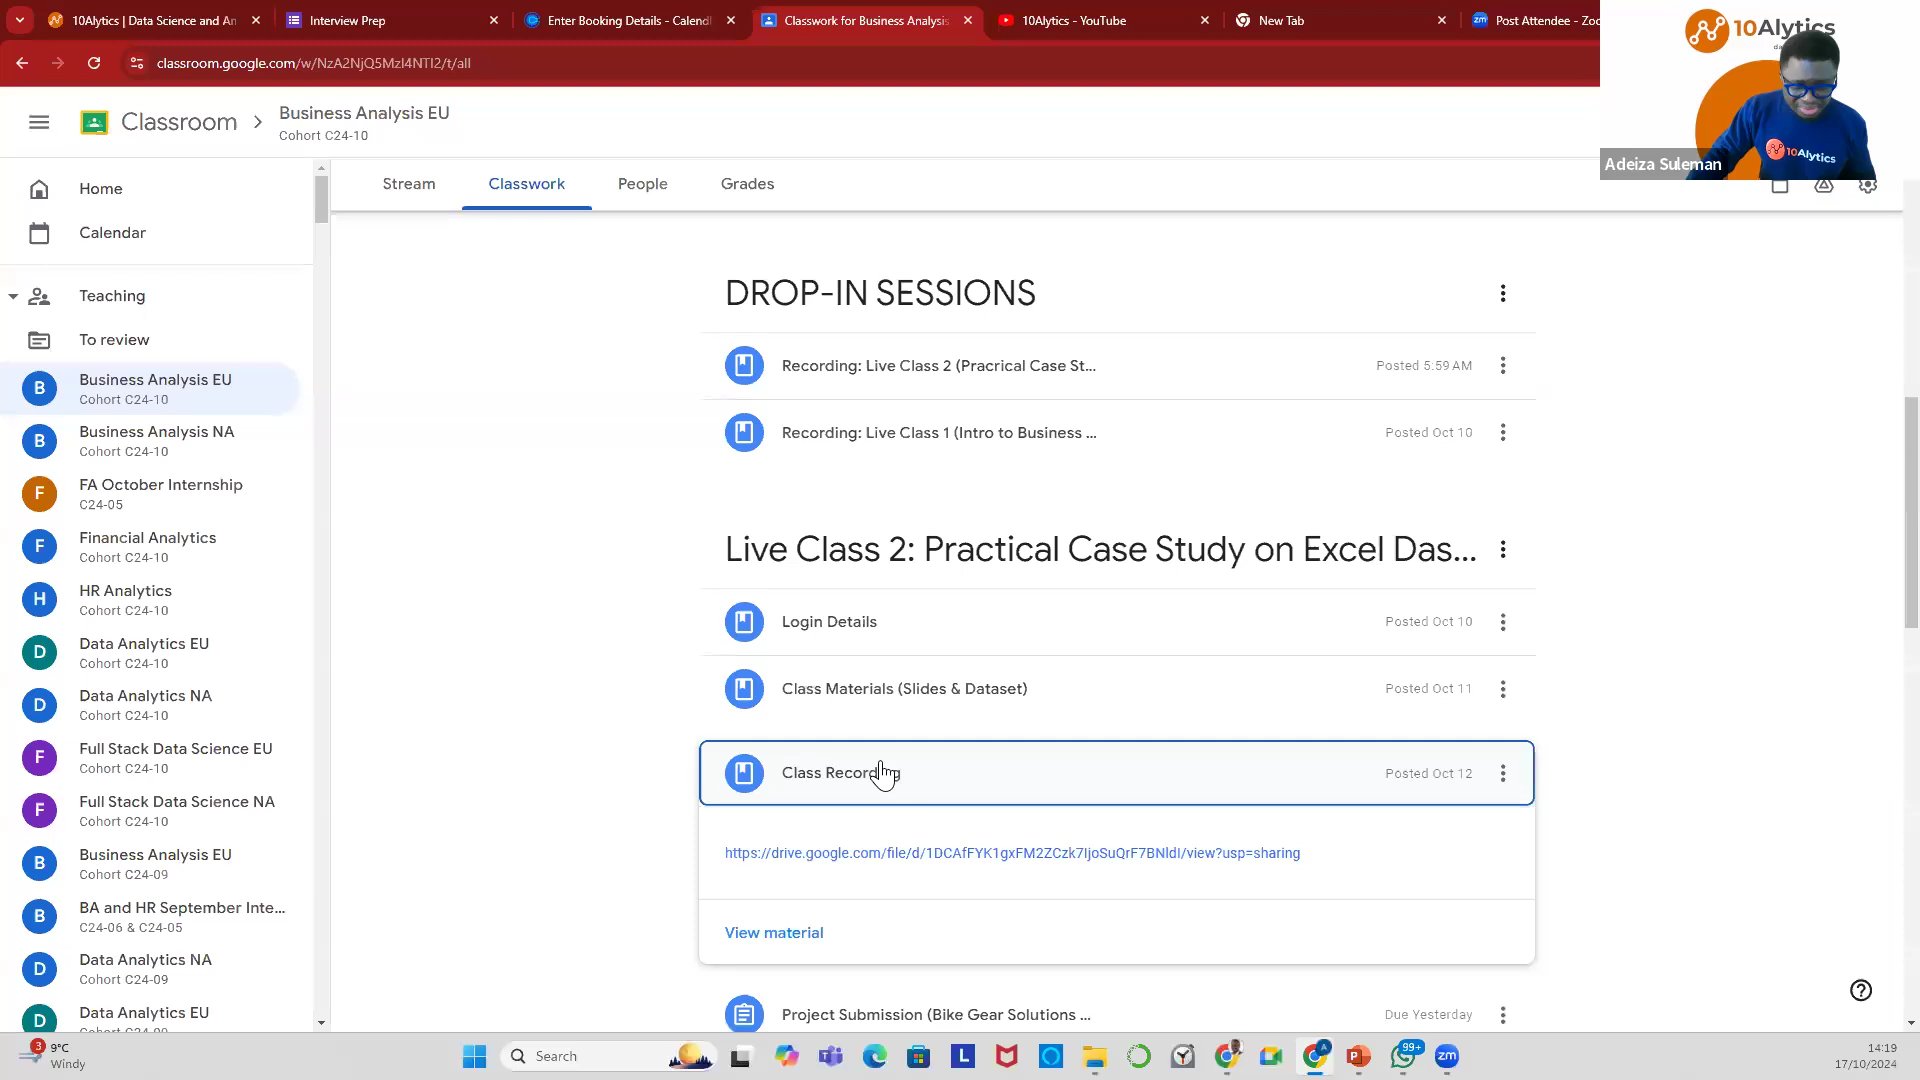 10Alytics | Data Science and An
Interview Prep
Enter Booking Details - Calendl
Classwork for Business Analysis
10Alytics - YouTube
New Tab
Post Attendee - Zoo
10Alytics
classroom.google.com/w/NzA2NjQ5MzI4NTI2/t/all
Classroom
Business Analysis EU
Cohort C24-10
10Alytics
Adeiza Suleman
Home
Calendar
Teaching
To review
Business Analysis EU
Cohort C24-10
Business Analysis NA
Cohort C24-10
FA October Internship
C24-05
Financial Analytics
Cohort C24-10
HR Analytics
Cohort C24-10
Data Analytics EU
Cohort C24-10
Data Analytics NA
Cohort C24-10
Full Stack Data Science EU
Cohort C24-10
Full Stack Data Science NA
Cohort C24-10
Business Analysis EU
Cohort C24-09
BA and HR September Inte...
C24-06 & C24-05
Data Analytics NA
Cohort C24-09
Data Analytics EU
Cohort C24-09
Stream
Classwork
People
Grades
DROP-IN SESSIONS
Recording: Live Class 2 (Pracrical Case St...
Posted 5:59 AM
Recording: Live Class 1 (Intro to Business ...
Posted Oct 10
Live Class 2: Practical Case Study on Excel Das...
Login Details
Posted Oct 10
Class Materials (Slides & Dataset)
Posted Oct 11
Class Recording
Posted Oct 12
https://drive.google.com/file/d/1DCAfFYK1gxFM2ZCzk7IjoSuQrF7BNldI/view?usp=sharing
View material
Project Submission (Bike Gear Solutions ...
Due Yesterday
3
9°C
Windy
Search
99+
zm
14:19
17/10/2024